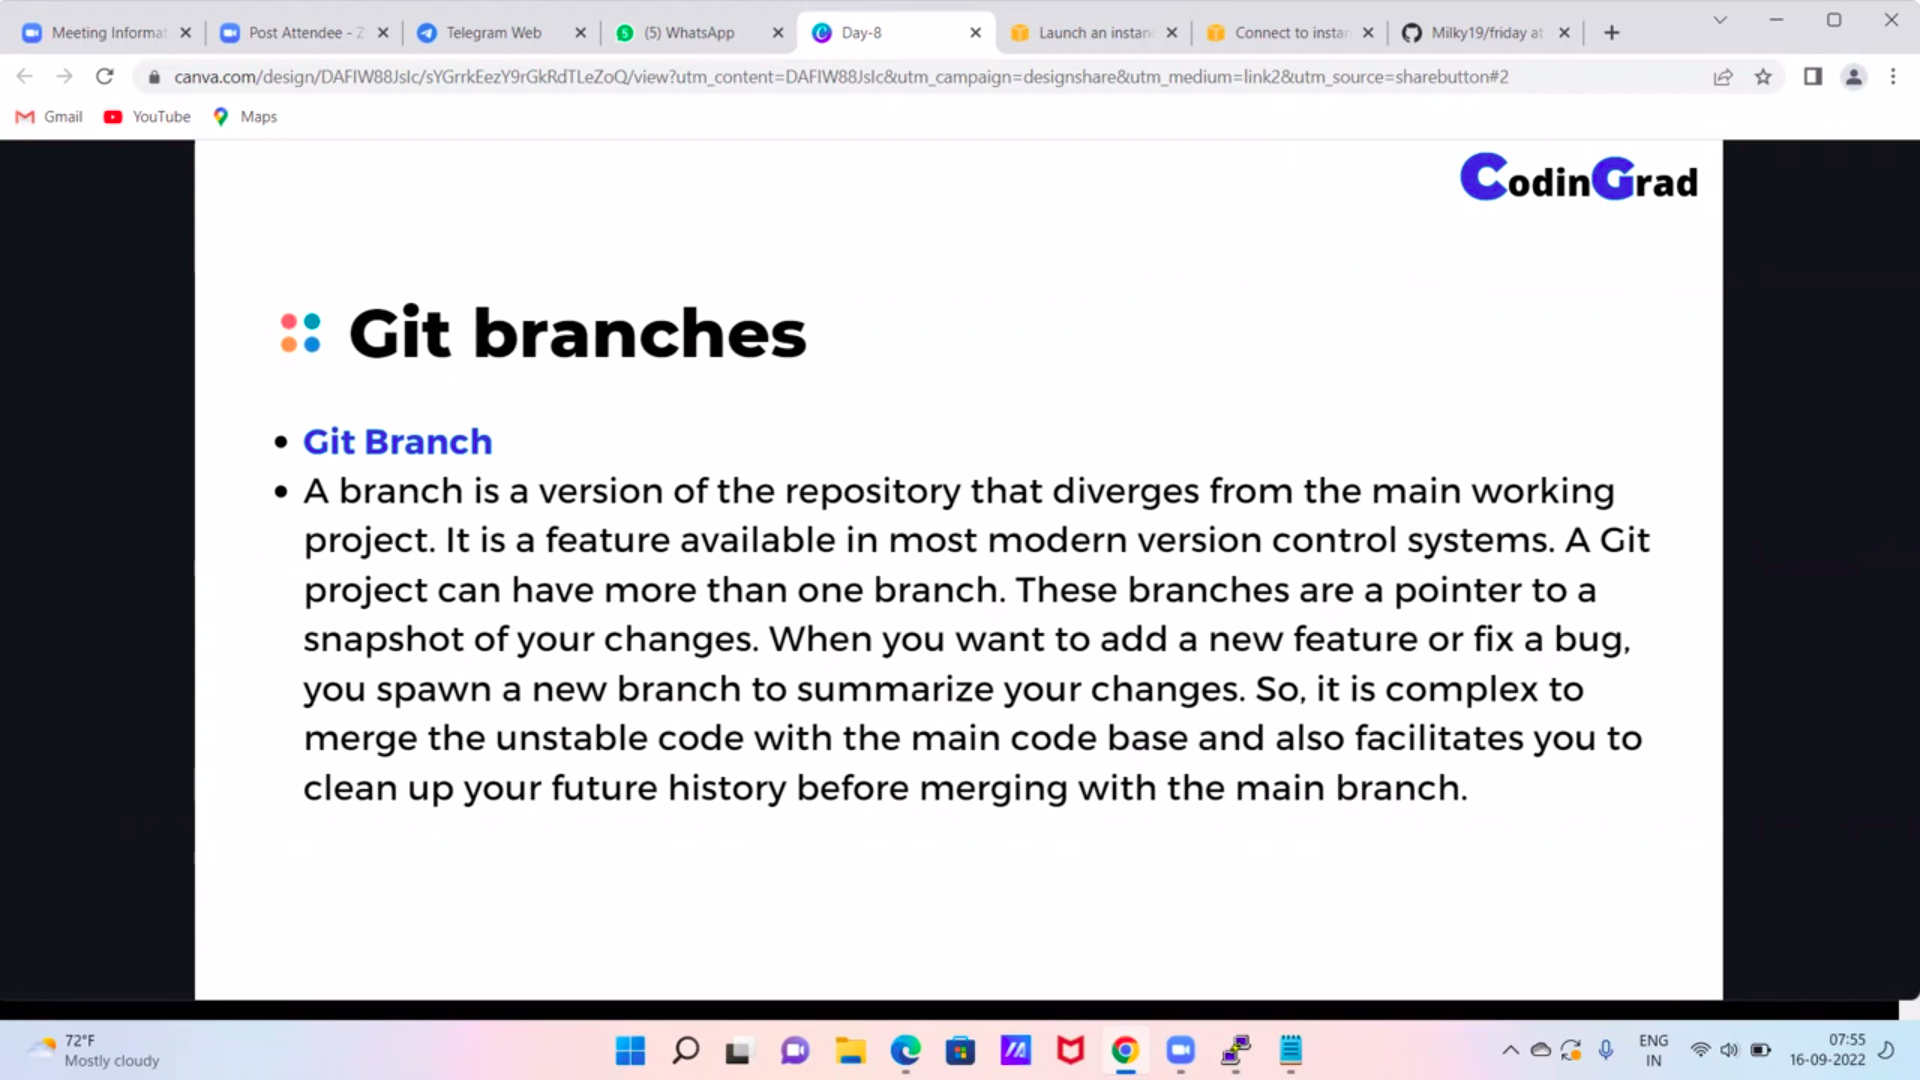 Meeting Informat
Post Attendee - Z
Telegram Web
(5) WhatsApp
Day-8
Launch an instanc
Connect to instan
Milky19/friday at
canva.com/design/DAFIW88JsIc/sYGrrkEezY9rGkRdTLeZoQ/view?utm_content=DAFIW88JsIc&utm_campaign=designshare&utm_medium=link2&utm_source=sharebutton#2
Gmail
YouTube
Maps
CodinGrad
Git branches
• Git Branch
• A branch is a version of the repository that diverges from the main working
project. It is a feature available in most modern version control systems. A Git
project can have more than one branch. These branches are a pointer to a
snapshot of your changes. When you want to add a new feature or fix a bug,
you spawn a new branch to summarize your changes. So, it is complex to
merge the unstable code with the main code base and also facilitates you to
clean up your future history before merging with the main branch.
72°F
Mostly cloudy
ENG
IN
07:55
16-09-2022